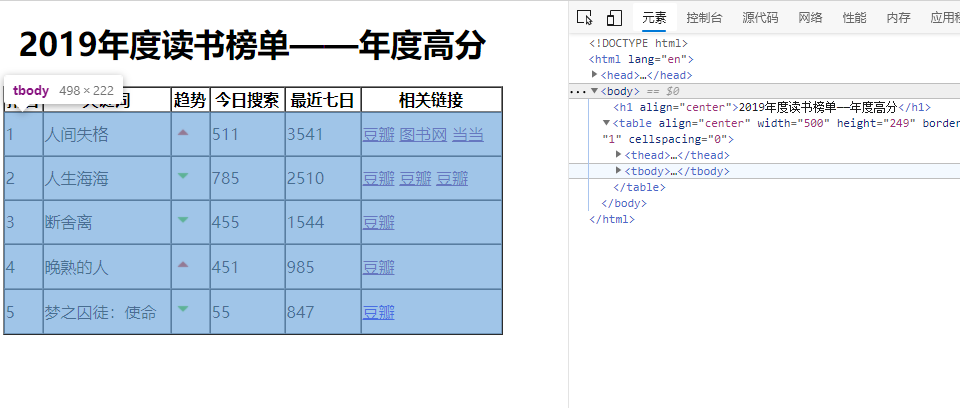 元素 控制台 源代码 网络 性能 内存
2019年度读书榜单——年度高分
tbody 498 × 222
趋势 今日搜索 最近七日 相关链接
1 人间失格 511 3541 豆瓣 图书网 当当
2 人生海海 785 2510 豆瓣 豆瓣 豆瓣
3 断舍离 455 1544 豆瓣
4 晚熟的人 451 985 豆瓣
5 梦之囚徒：使命 55 847 豆瓣
<!DOCTYPE html>
<html lang="en">
<head>…</head>
<body> == $0
<h1 align="center">2019年度读书榜单——年度高分</h1>
<table align="center" width="500" height="249" border=
"1" cellspacing="0">
<thead>…</thead>
<tbody>…</tbody>
</table>
</body>
</html>